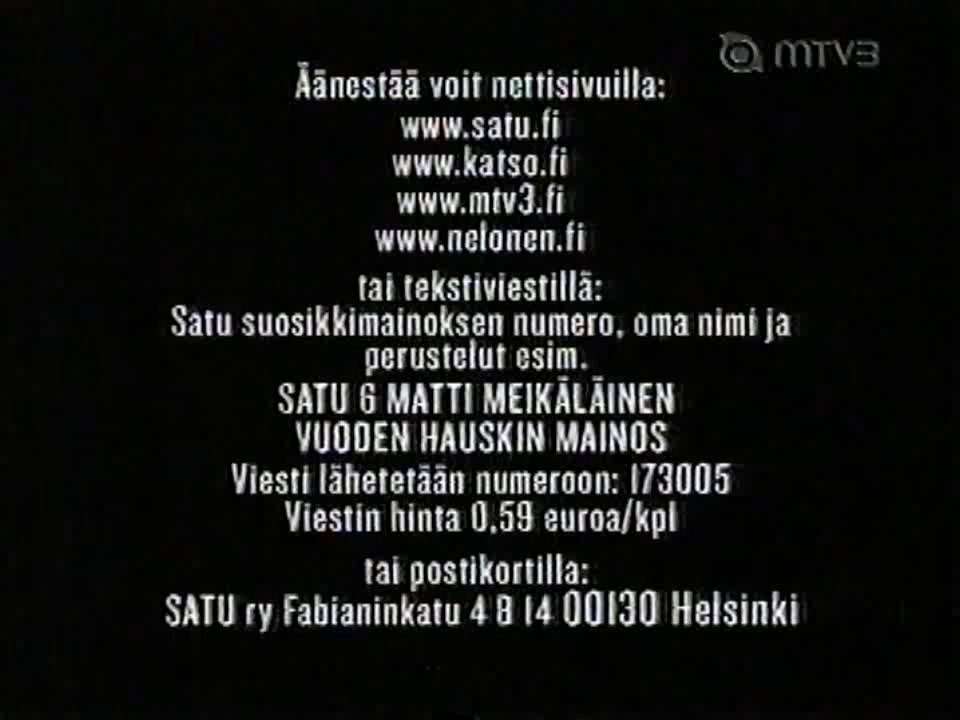 MTV3
Äänestää voit nettisivuilla:
www.satu.fi
www.katso.fi
www.mtv3.fi
www.nelonen.fi
tai tekstiviestillä:
Satu suosikkimainoksen numero, oma nimi ja
perustelut esim.
SATU 6 MATTI MEIKÄLÄINEN
VUODEN HAUSKIN MAINOS
Viesti lähetetään numeroon: 173005
Viestin hinta 0,59 euroa/kpl
tai postikortilla:
SATU ry Fabianinkatu 4 B 14 00130 Helsinki